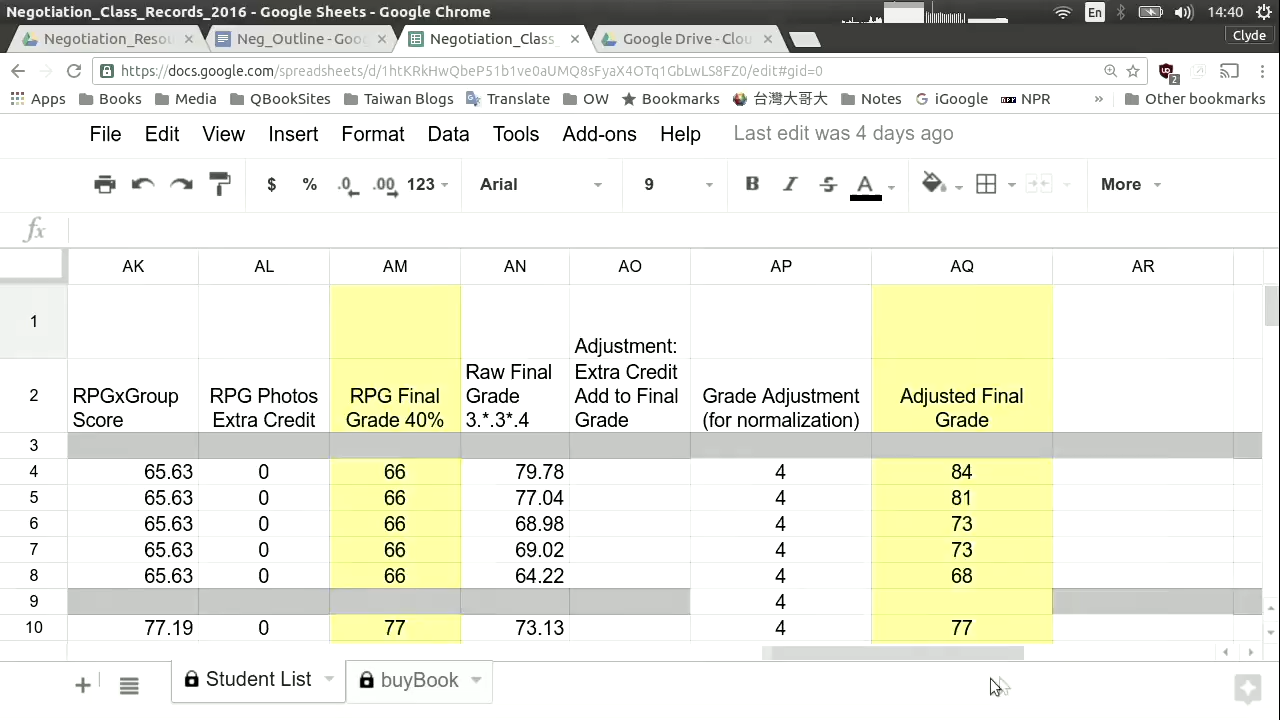 Negotiation_Class_Records_2016 - Google Sheets - Google Chrome
En
14:40
Negotiation_Resou
Neg_Outline - Goog
Negotiation_Class_
Google Drive - Clou
Clyde
https://docs.google.com/spreadsheets/d/1htKRkHwQbeP51b1ve0aUMQ8sFyaX4OTq1GbLwLS8FZ0/edit#gid=0
2
Apps Books Media QBookSites Taiwan Blogs Translate OW Bookmarks 台灣大哥大 Notes iGoogle NPR » Other bookmarks
File Edit View Insert Format Data Tools Add-ons Help Last edit was 4 days ago
$ % .0 .00 123 Arial 9 B I S A More
fx
AK AL AM AN AO AP AQ AR
1
2
RPGxGroup Score
RPG Photos Extra Credit
RPG Final Grade 40%
Raw Final Grade 3.*.3*.4
Adjustment: Extra Credit Add to Final Grade
Grade Adjustment (for normalization)
Adjusted Final Grade
3
4 65.63 0 66 79.78 4 84
5 65.63 0 66 77.04 4 81
6 65.63 0 66 68.98 4 73
7 65.63 0 66 69.02 4 73
8 65.63 0 66 64.22 4 68
9 4
10 77.19 0 77 73.13 4 77
+ Student List buyBook